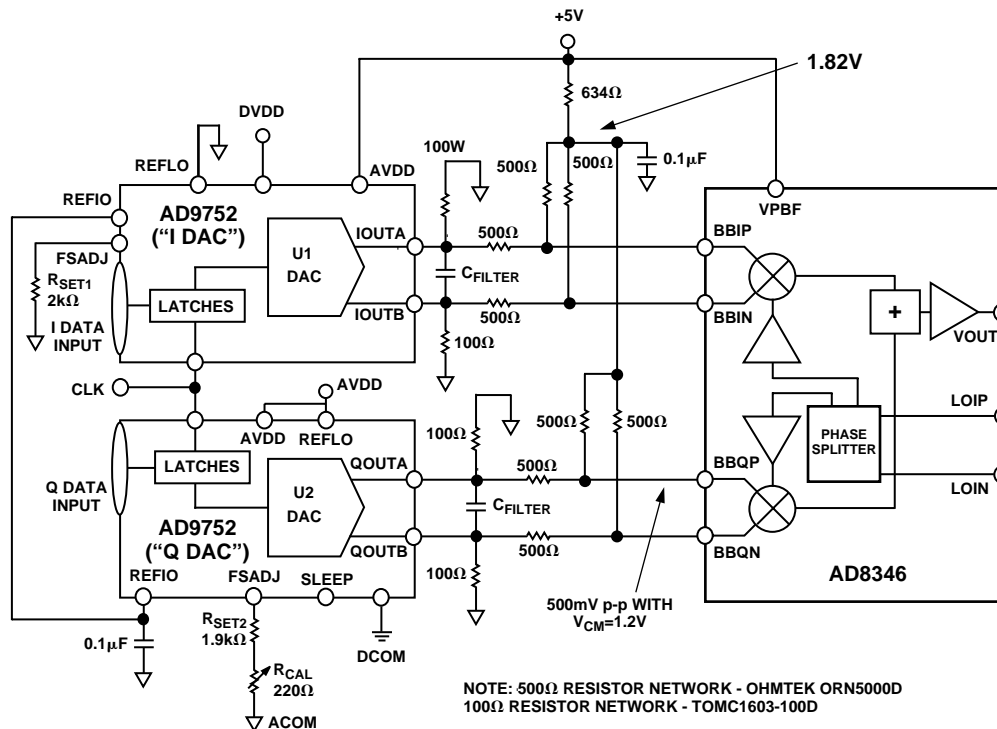 +5V
1.82V
634Ω
DVDD
100W
500Ω
500Ω
0.1µF
REFLO
AVDD
REFIO
VPBF
AD9752
("I DAC")
U1
DAC
IOUTA
500Ω
BBIP
FSADJ
RSET1
2kΩ
LATCHES
CFILTER
+
I DATA
INPUT
IOUTB
500Ω
BBIN
VOUT
100Ω
CLK
AVDD
AVDD
REFLO
500Ω
500Ω
LOIP
100Ω
PHASE
SPLITTER
LATCHES
QOUTA
500Ω
BBQP
LOIN
Q DATA
INPUT
U2
DAC
CFILTER
AD9752
("Q DAC")
QOUTB
500Ω
BBQN
REFIO
FSADJ
SLEEP
100Ω
AD8346
RSET2
1.9kΩ
500mV p-p WITH
VCM=1.2V
0.1µF
DCOM
RCAL
220Ω
ACOM
NOTE: 500Ω RESISTOR NETWORK - OHMTEK ORN5000D
100Ω RESISTOR NETWORK - TOMC1603-100D